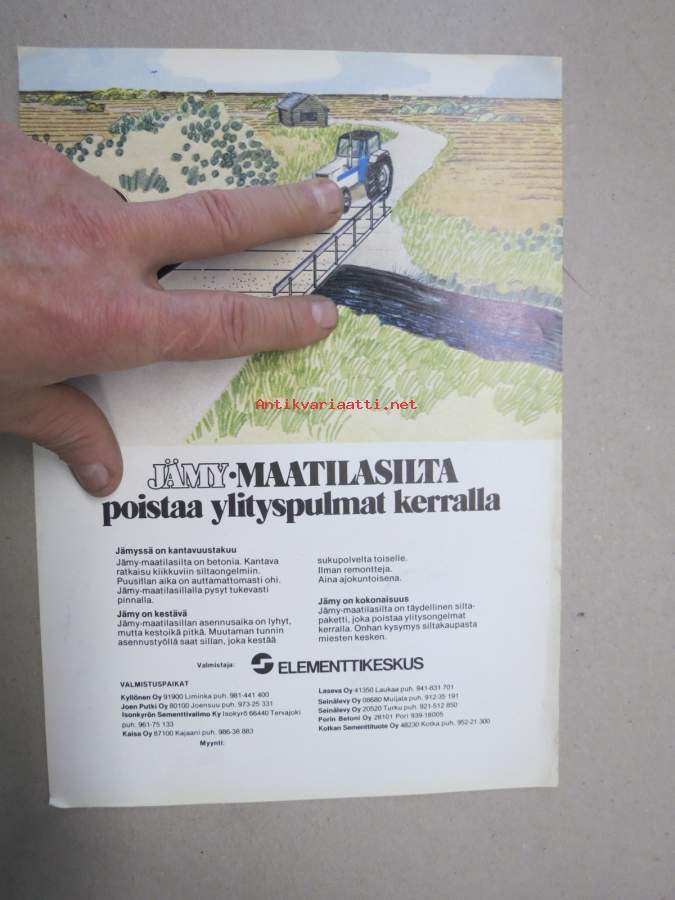 Antikvariaatti.net
JÄMY·MAATILASILTA
poistaa ylityspulmat kerralla
Jämyssä on kantavuustakuu
Jämy-maatilasilta on betonia. Kantava
ratkaisu kiikkuviin siltaongelmiin.
Puusillan aika on auttamattomasti ohi.
Jämy-maatilasillalla pysyt tukevasti
pinnalla.
Jämy on kestävä
Jämy-maatilasillan asennusaika on lyhyt,
mutta kestoikä pitkä. Muutaman tunnin
asennustyöllä saat sillan, joka kestää
sukupolvelta toiselle.
Ilman remontteja.
Aina ajokuntoisena.
Jämy on kokonaisuus
Jämy-maatilasilta on täydellinen silta-
paketti, joka poistaa ylitysongelmat
kerralla. Onhan kysymys siltakaupasta
miesten kesken.
Valmistaja: ELEMENTTIKESKUS
VALMISTUSPAIKAT
Kyllönen Oy 91900 Liminka puh. 981-441 400
Joen Putki Oy 80100 Joensuu puh. 973-25 331
Isonkyrön Sementtivalimo Ky Isokyrö 66440 Tervajoki
puh. 961-75 133
Kaisa Oy 87100 Kajaani puh. 986-38 883
Laseva Oy 41350 Laukaa puh. 941-831 701
Seinälevy Oy 08680 Muijala puh. 912-35 191
Seinälevy Oy 20520 Turku puh. 921-512 850
Porin Betoni Oy 28101 Pori 939-18005
Kotkan Sementtituote Oy 48230 Kotka puh. 952-21 300
Myynti: